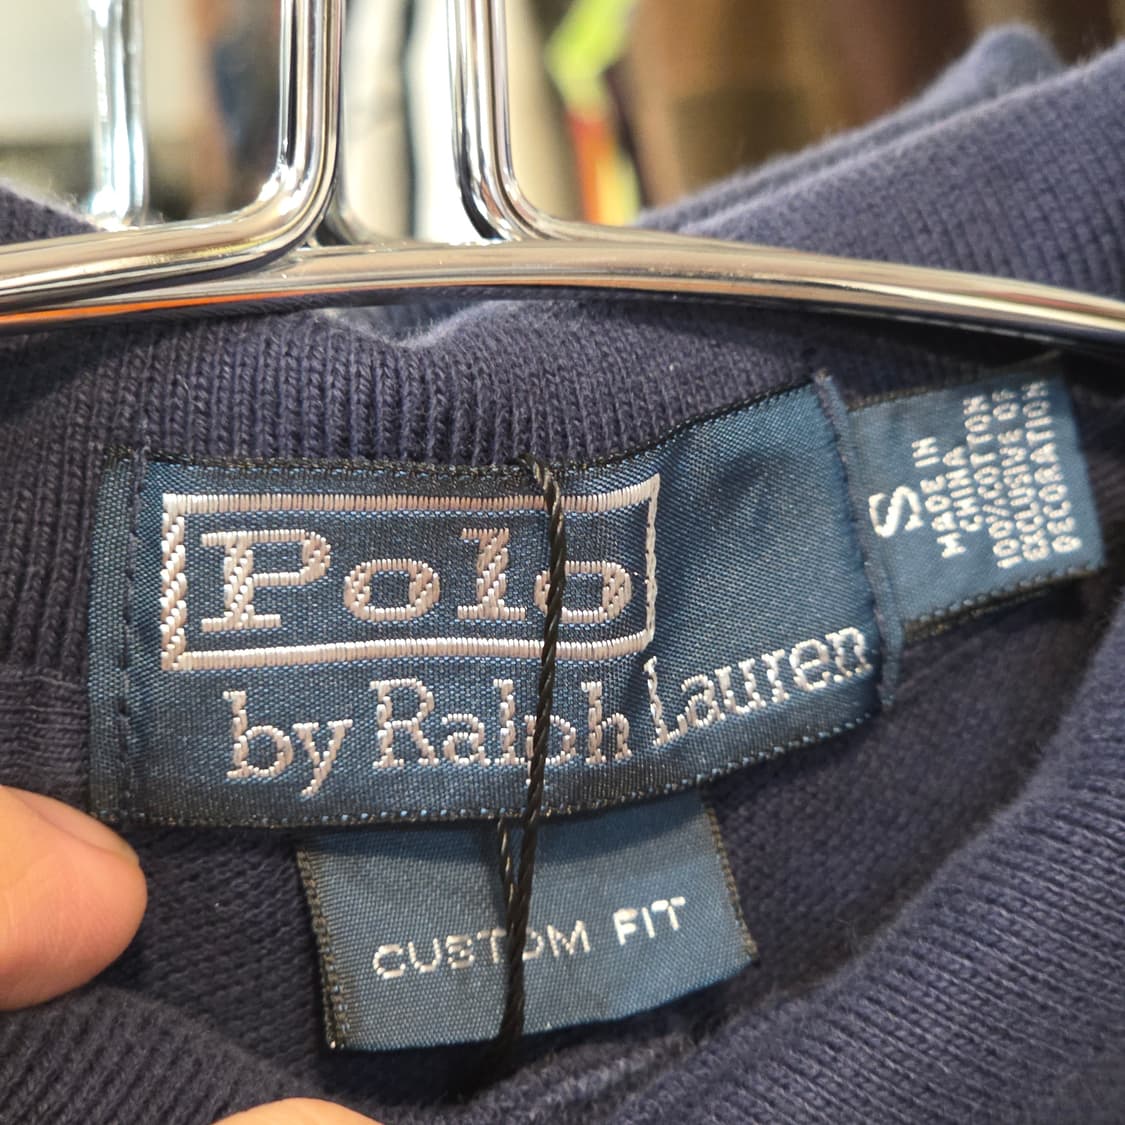 Polo
by Ralph Lauren
S
MADE IN
CHINA
100/COTTON
EXCLUSIVE OF
DECORATION
CUSTOM FIT